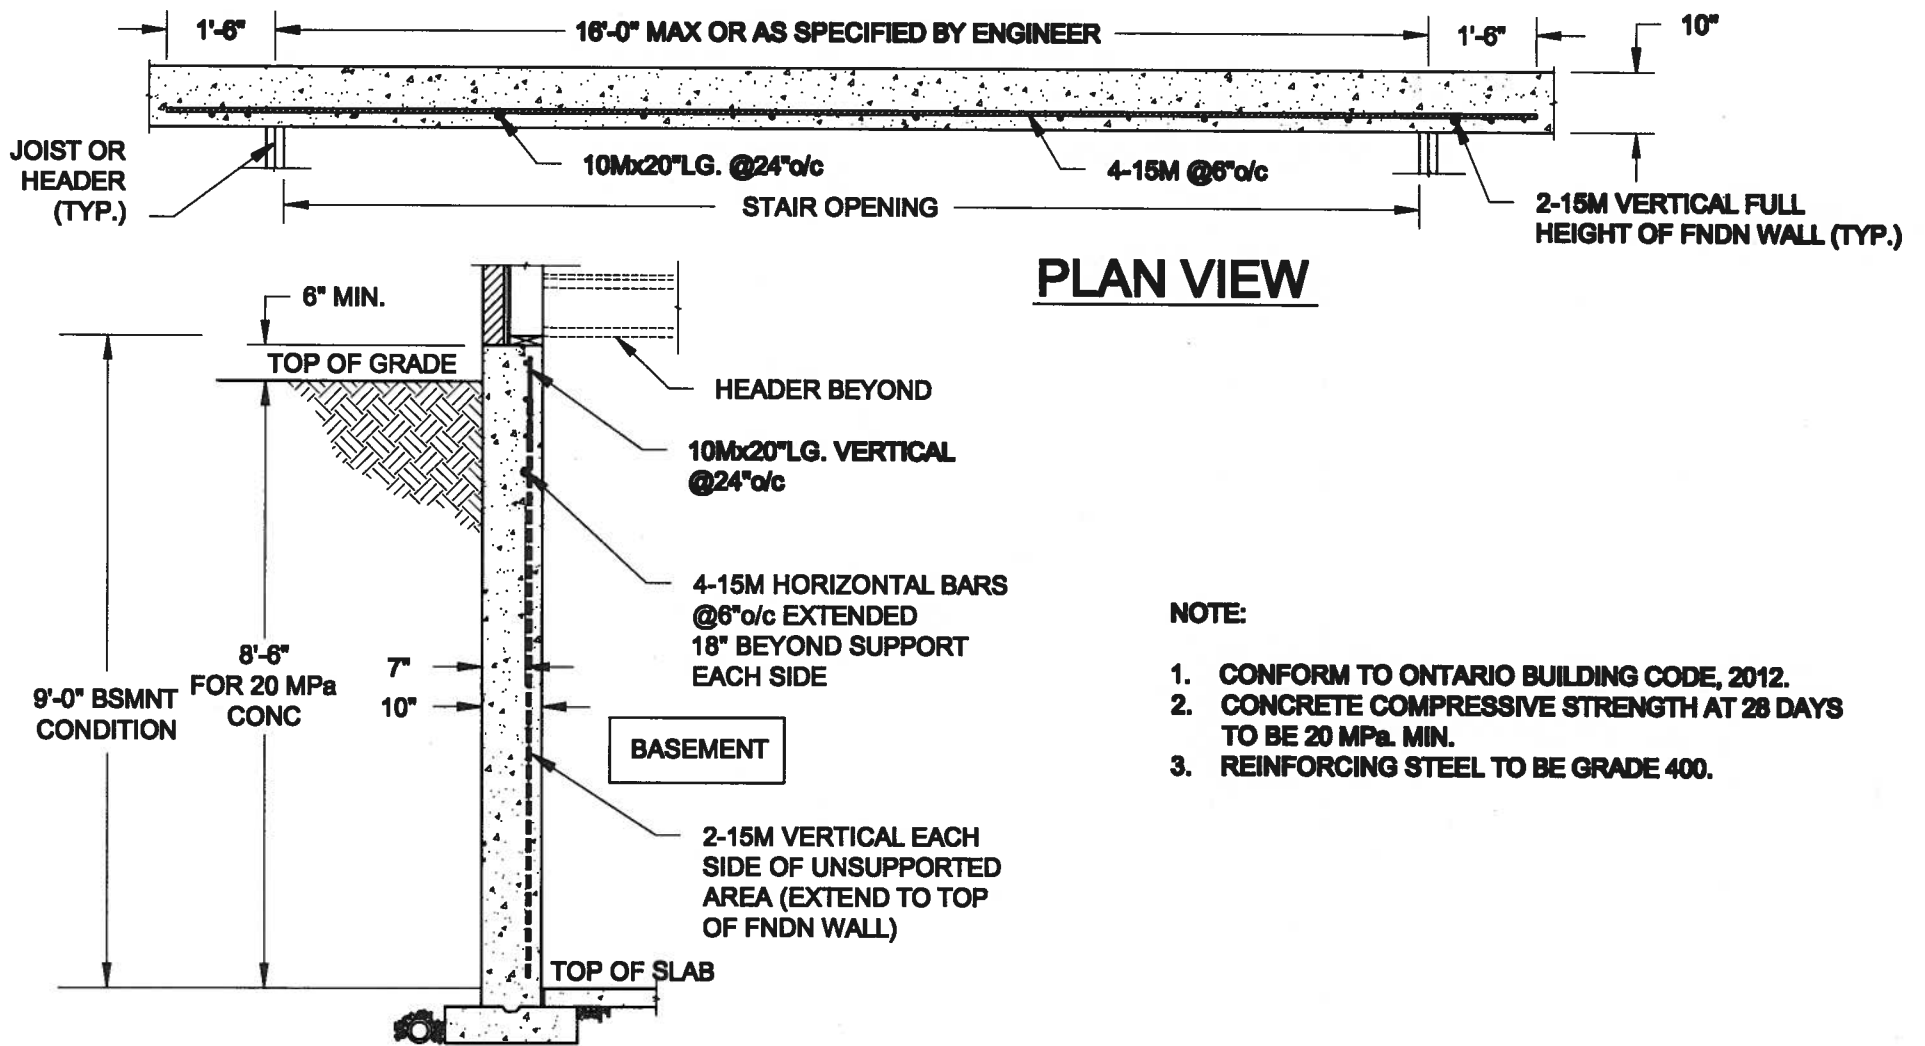 1'-6"
16'-0" MAX OR AS SPECIFIED BY ENGINEER
1'-6"
10"
JOIST OR
HEADER
(TYP.)
10Mx20"LG. @24"o/c
4-15M @6"o/c
STAIR OPENING
2-15M VERTICAL FULL
HEIGHT OF FNDN WALL (TYP.)
PLAN VIEW
6" MIN.
TOP OF GRADE
HEADER BEYOND
10Mx20"LG. VERTICAL
@24"o/c
4-15M HORIZONTAL BARS
@6"o/c EXTENDED
18" BEYOND SUPPORT
EACH SIDE
8'-6"
FOR 20 MPa
CONC
9'-0" BSMNT
CONDITION
7"
10"
BASEMENT
2-15M VERTICAL EACH
SIDE OF UNSUPPORTED
AREA (EXTEND TO TOP
OF FNDN WALL)
TOP OF SLAB
NOTE:
1. CONFORM TO ONTARIO BUILDING CODE, 2012.
2. CONCRETE COMPRESSIVE STRENGTH AT 28 DAYS
TO BE 20 MPa. MIN.
3. REINFORCING STEEL TO BE GRADE 400.